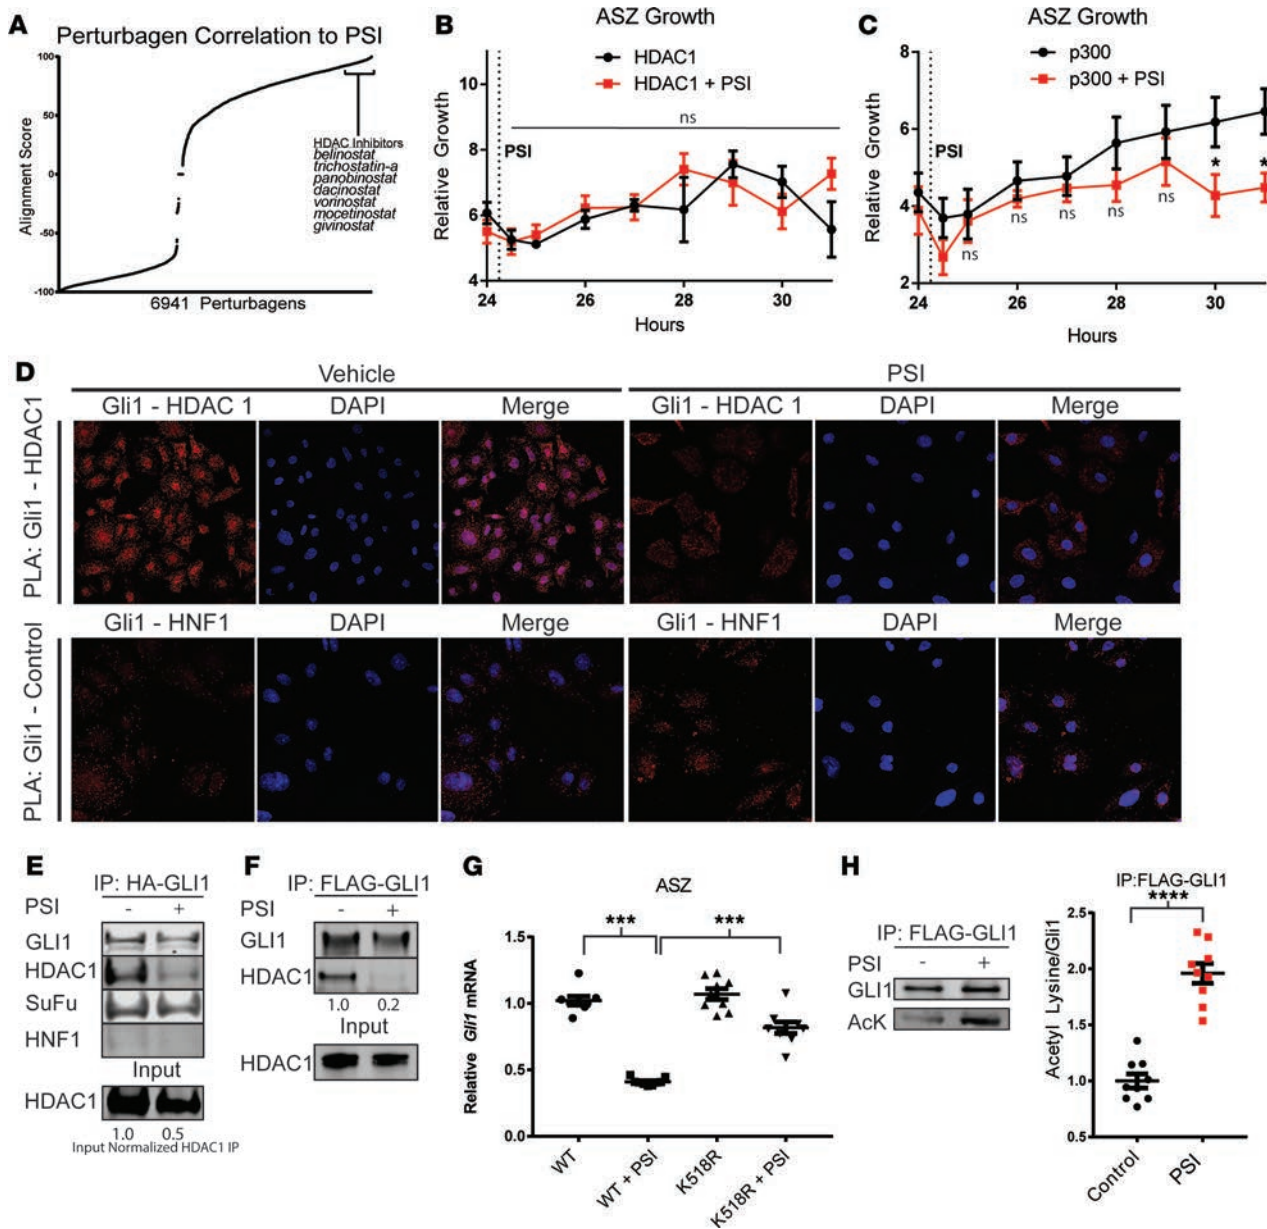 A
Perturbagen Correlation to PSI
Alignment Score
100
50
0
-50
-100
HDAC Inhibitors
belinostat
trichostatin-a
panobinostat
dacinostat
vorinostat
mocetinostat
givinostat
6941 Perturbagens
B
ASZ Growth
HDAC1
HDAC1 + PSI
ns
PSI
Relative Growth
10
8
6
4
24 26 28 30
Hours
C
ASZ Growth
p300
p300 + PSI
PSI
Relative Growth
8
6
4
2
* *
ns ns ns ns ns
24 26 28 30
Hours
D
Vehicle PSI
Gli1 - HDAC 1 DAPI Merge Gli1 - HDAC 1 DAPI Merge
PLA: Gli1 - HDAC1
Gli1 - HNF1 DAPI Merge Gli1 - HNF1 DAPI Merge
PLA: Gli1 - Control
E
IP: HA-GLI1
PSI - +
GLI1
HDAC1
SuFu
HNF1
Input
HDAC1
1.0 0.5
Input Normalized HDAC1 IP
F
IP: FLAG-GLI1
PSI - +
GLI1
HDAC1
1.0 0.2
Input
HDAC1
G
ASZ
*** ***
Relative Gli1 mRNA
1.5
1.0
0.5
0.0
WT
WT + PSI
K518R
K518R + PSI
H
IP: FLAG-GLI1
PSI - +
GLI1
AcK
IP:FLAG-GLI1
****
Acetyl Lysine/Gli1
2.5
2.0
1.5
1.0
0.5
Control
PSI